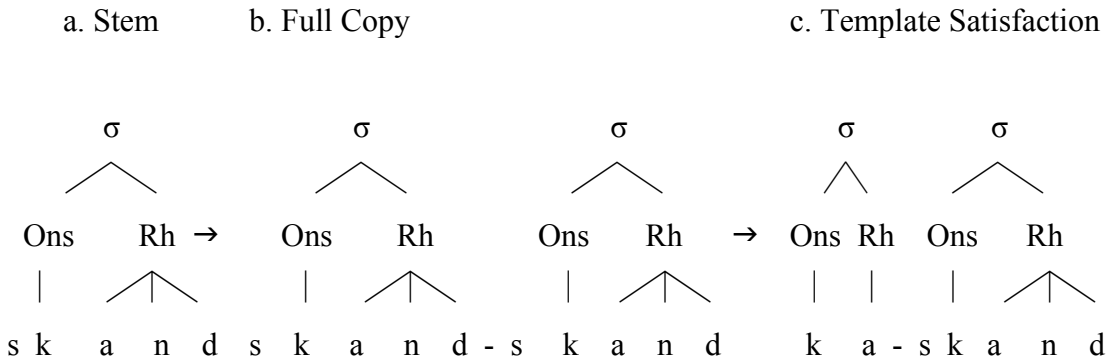 a. Stem b. Full Copy c. Template Satisfaction
σ σ σ σ σ
Ons Rh → Ons Rh Ons Rh → Ons Rh Ons Rh
s k a n d s k a n d - s k a n d k a - s k a n d